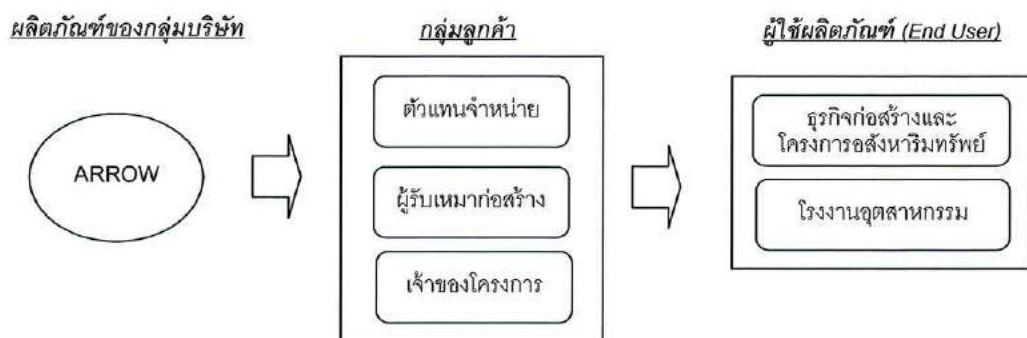 ผลิตภัณฑ์ของกลุ่มบริษัท
กลุ่มลูกค้า
ผู้ใช้ผลิตภัณฑ์ (End User)
ARROW
ตัวแทนจำหน่าย
ผู้รับเหมาก่อสร้าง
เจ้าของโครงการ
ธุรกิจก่อสร้างและ
โครงการอสังหาริมทรัพย์
โรงงานอุตสาหกรรม